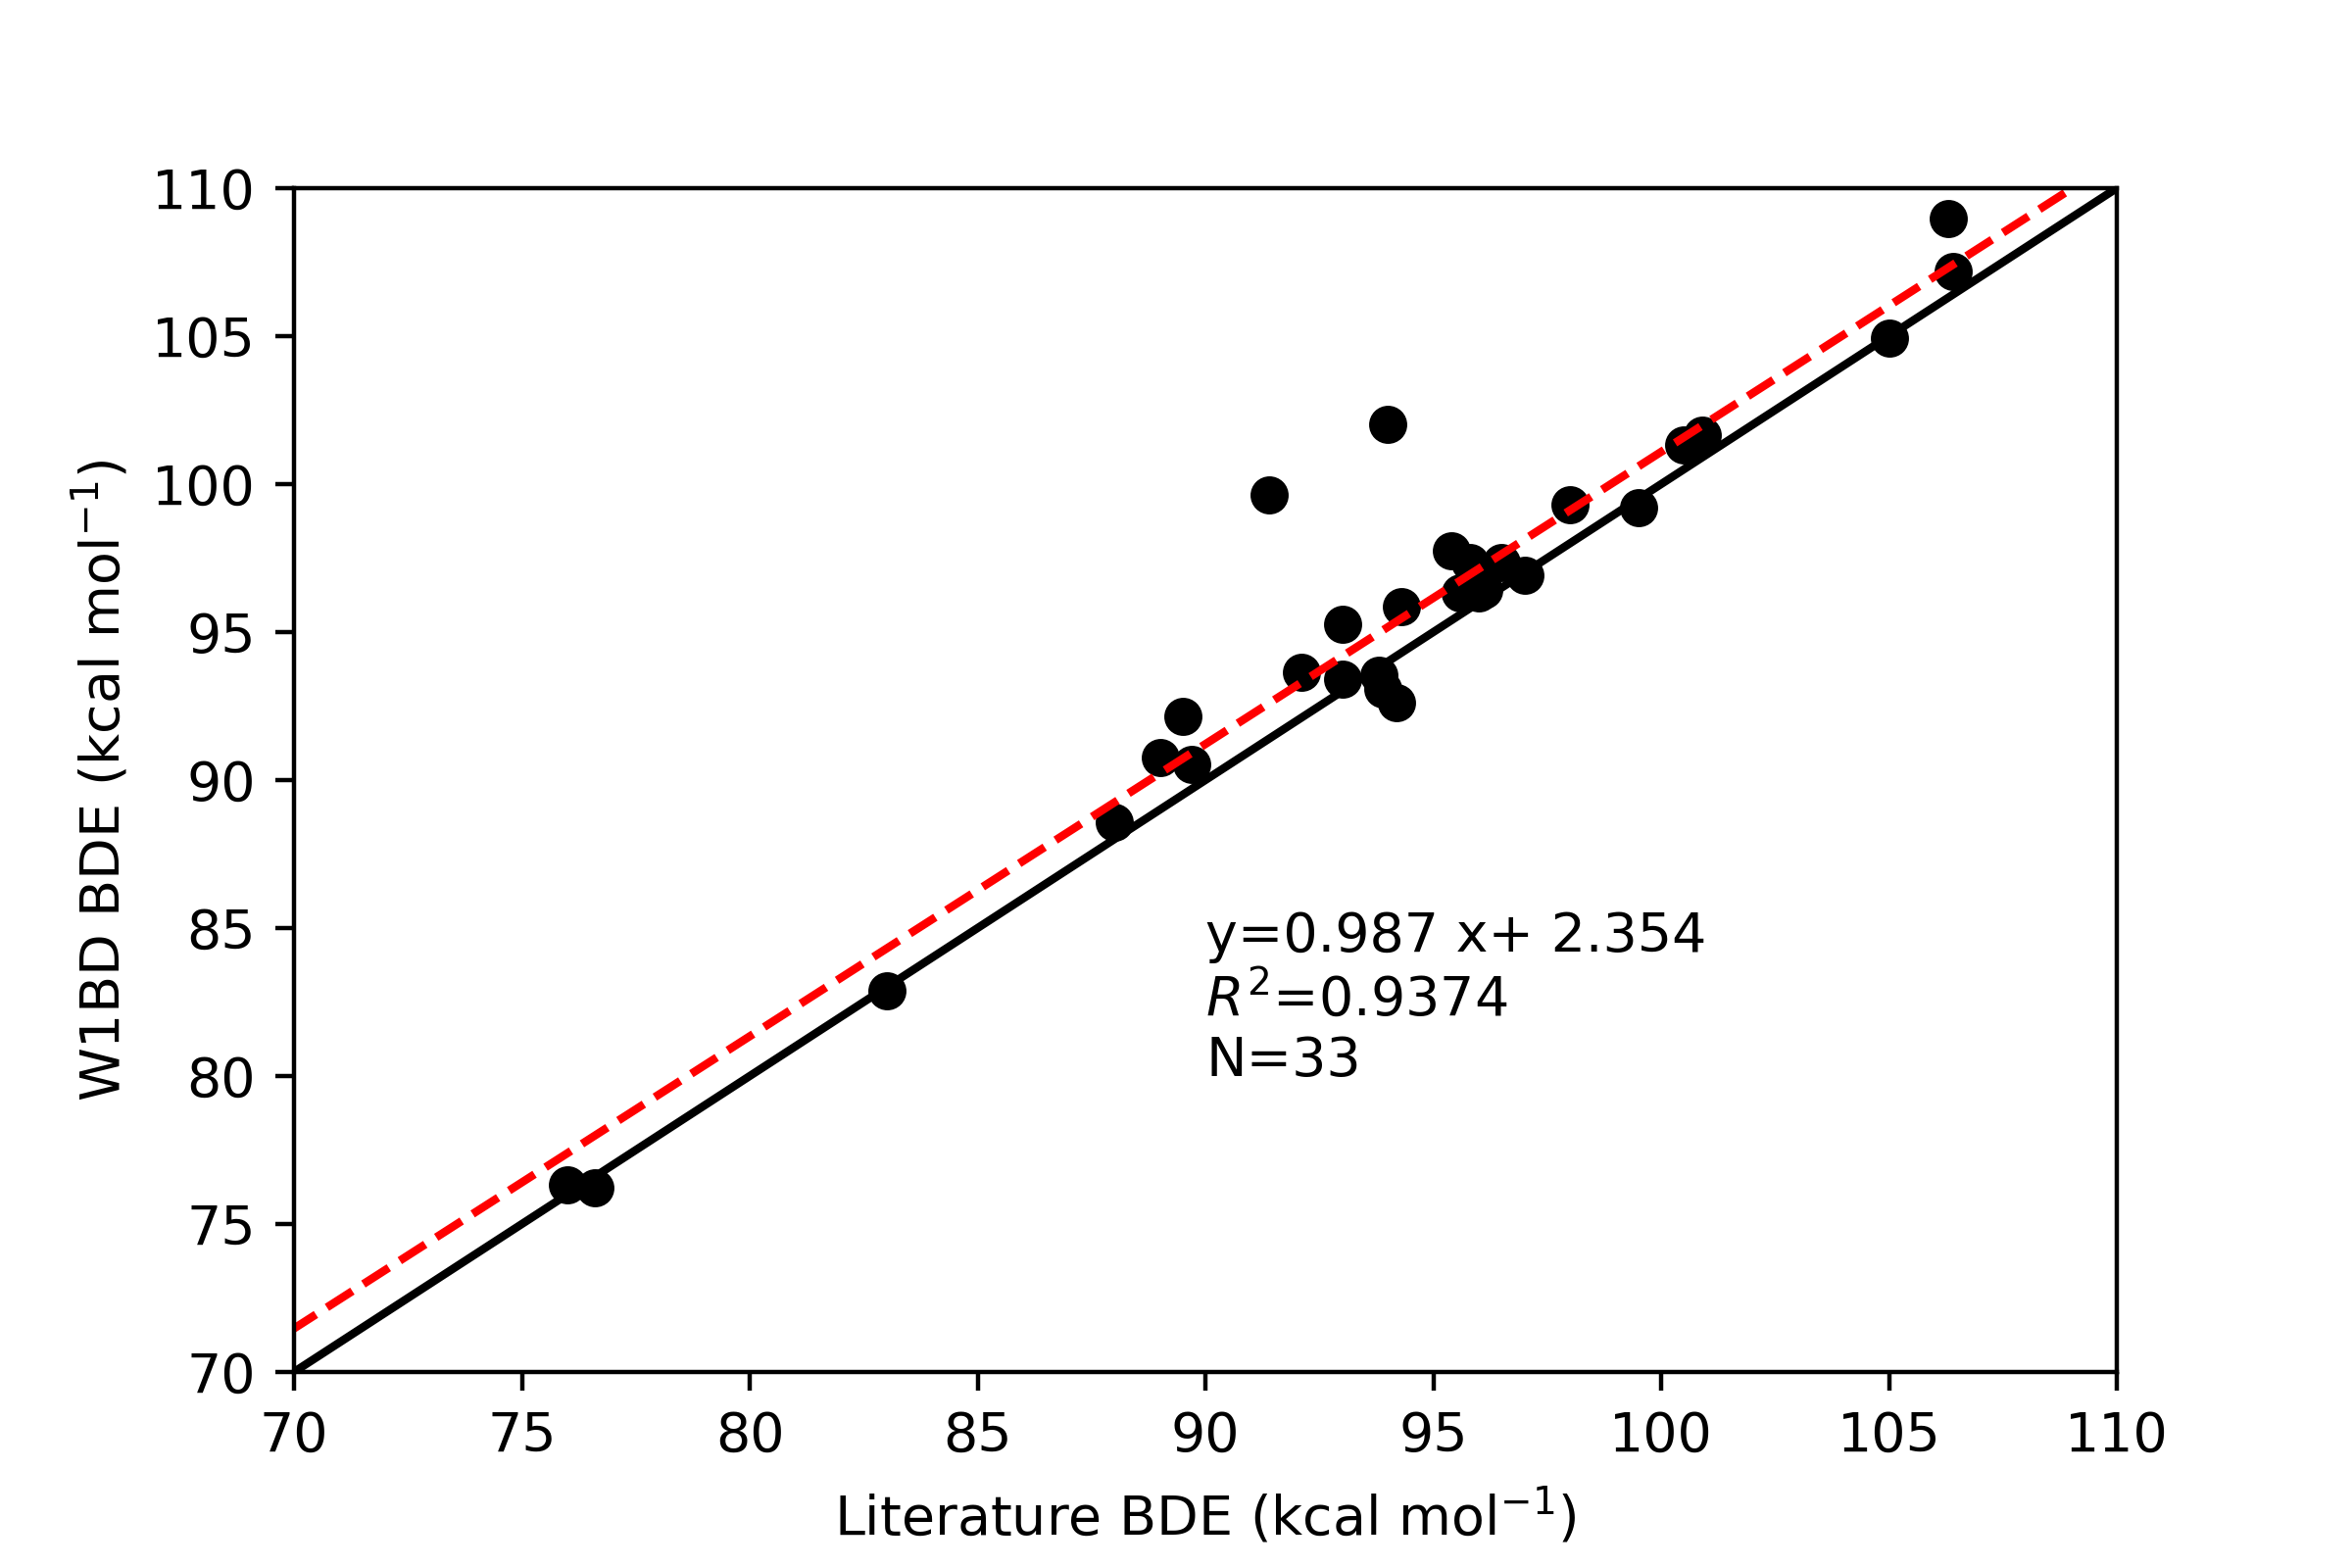 W1BD BDE (kcal mol⁻¹)
110
105
100
95
90
85
80
75
70
y=0.987 x+ 2.354
R²=0.9374
N=33
70 75 80 85 90 95 100 105 110
Literature BDE (kcal mol⁻¹)